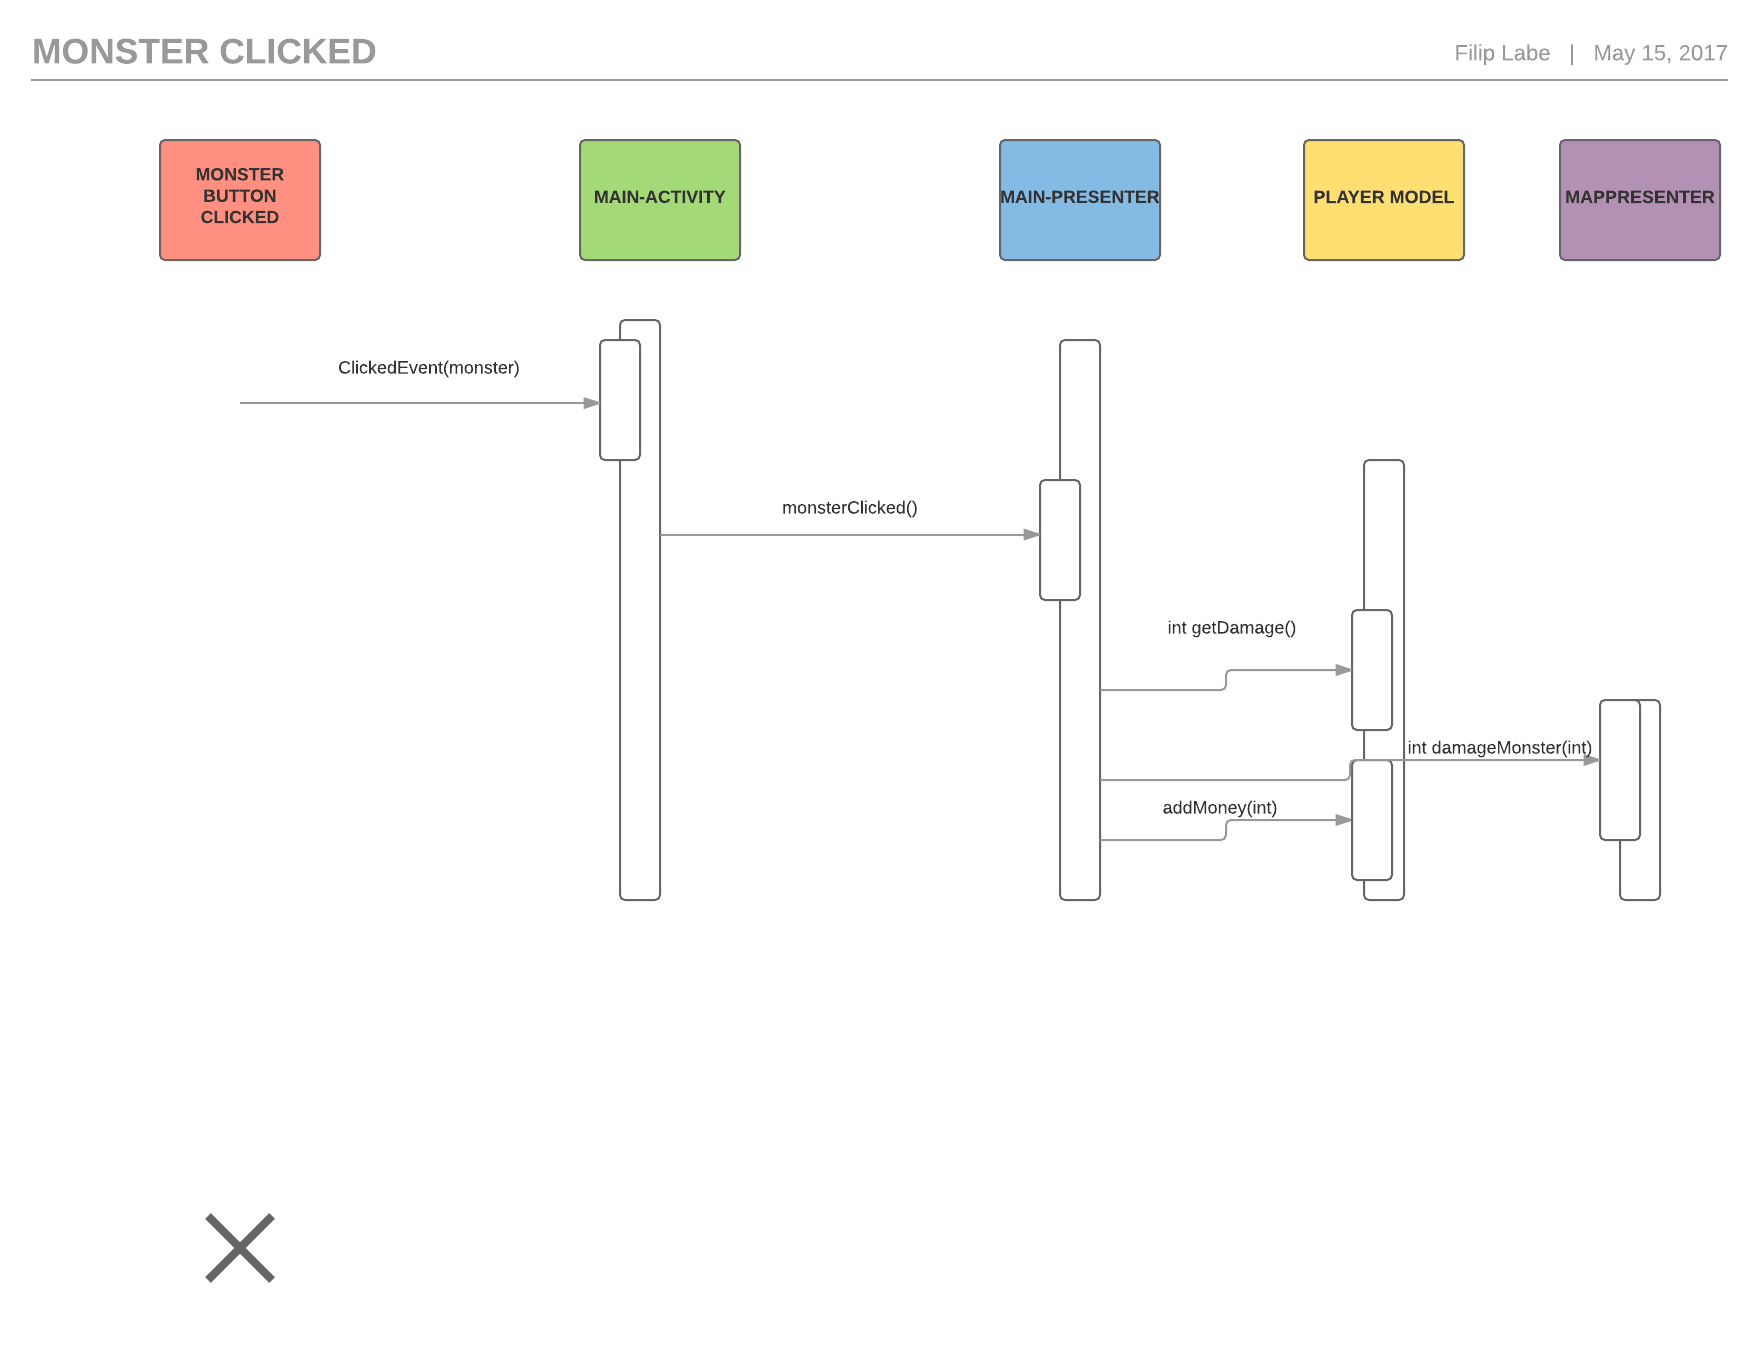 MONSTER CLICKED
Filip Labe | May 15, 2017
MONSTER
BUTTON
CLICKED
MAIN-ACTIVITY
MAIN-PRESENTER
PLAYER MODEL
MAPPRESENTER
ClickedEvent(monster)
monsterClicked()
int getDamage()
int damageMonster(int)
addMoney(int)